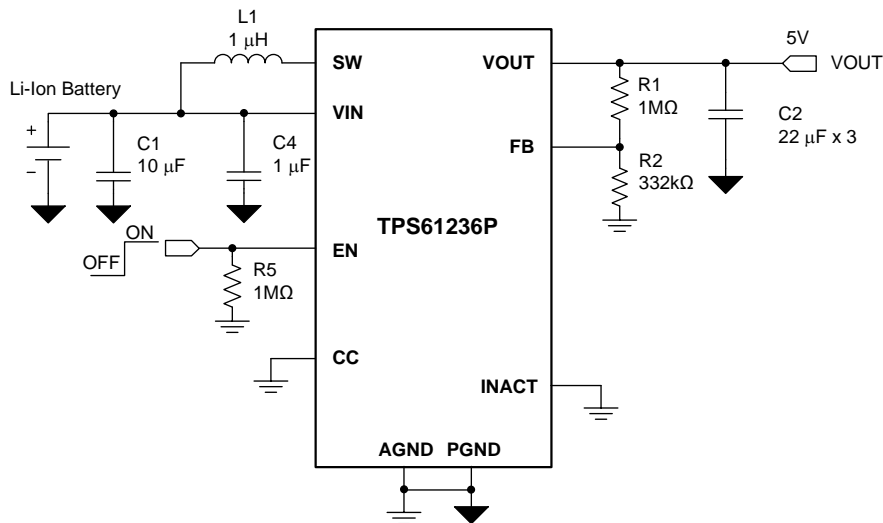 L1
1 µH
SW
VOUT
5V
VOUT
Li-Ion Battery
VIN
R1
1MΩ
+
−
C1
10 µF
C4
1 µF
C2
22 µF x 3
FB
R2
332kΩ
TPS61236P
ON
OFF
EN
R5
1MΩ
CC
INACT
AGND PGND